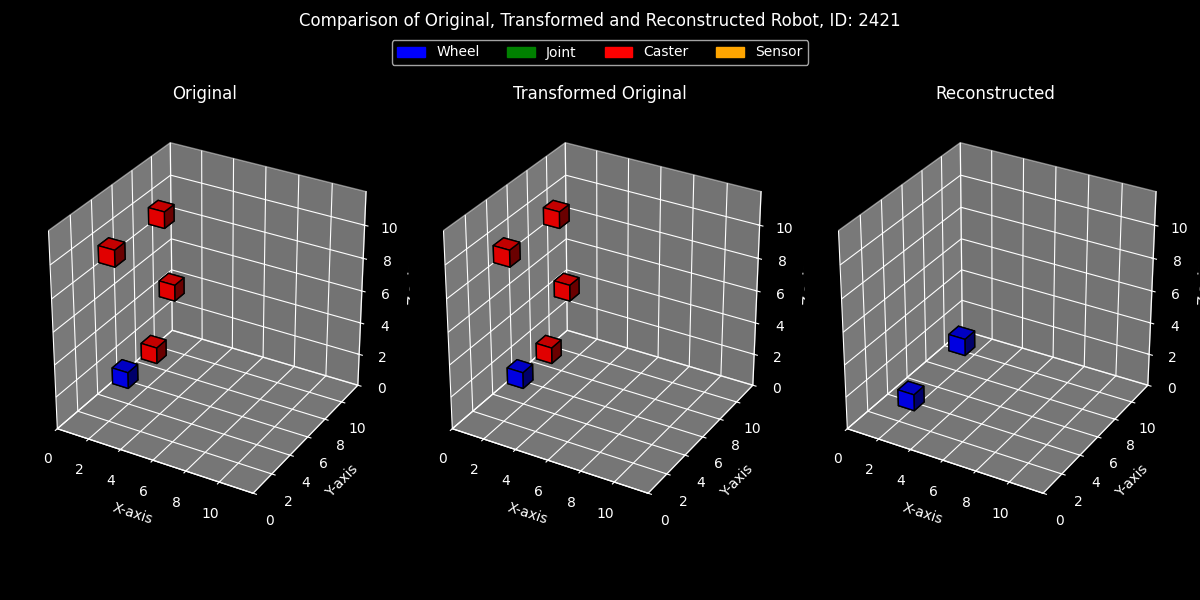 Comparison of Original, Transformed and Reconstructed Robot, ID: 2421
Wheel Joint Caster Sensor
Original Transformed Original Reconstructed
10 10 10
8 8 8
6 6 6
4 4 4
2 2 2
0 0 0
10 10 10
8 8 8
0 2 4 6 8 10 0 2 4 6 0 2 4 6 8 10 0 2 4 6 0 2 4 6 8 10 0 2 4 6
X-axis Y-axis X-axis Y-axis X-axis Y-axis